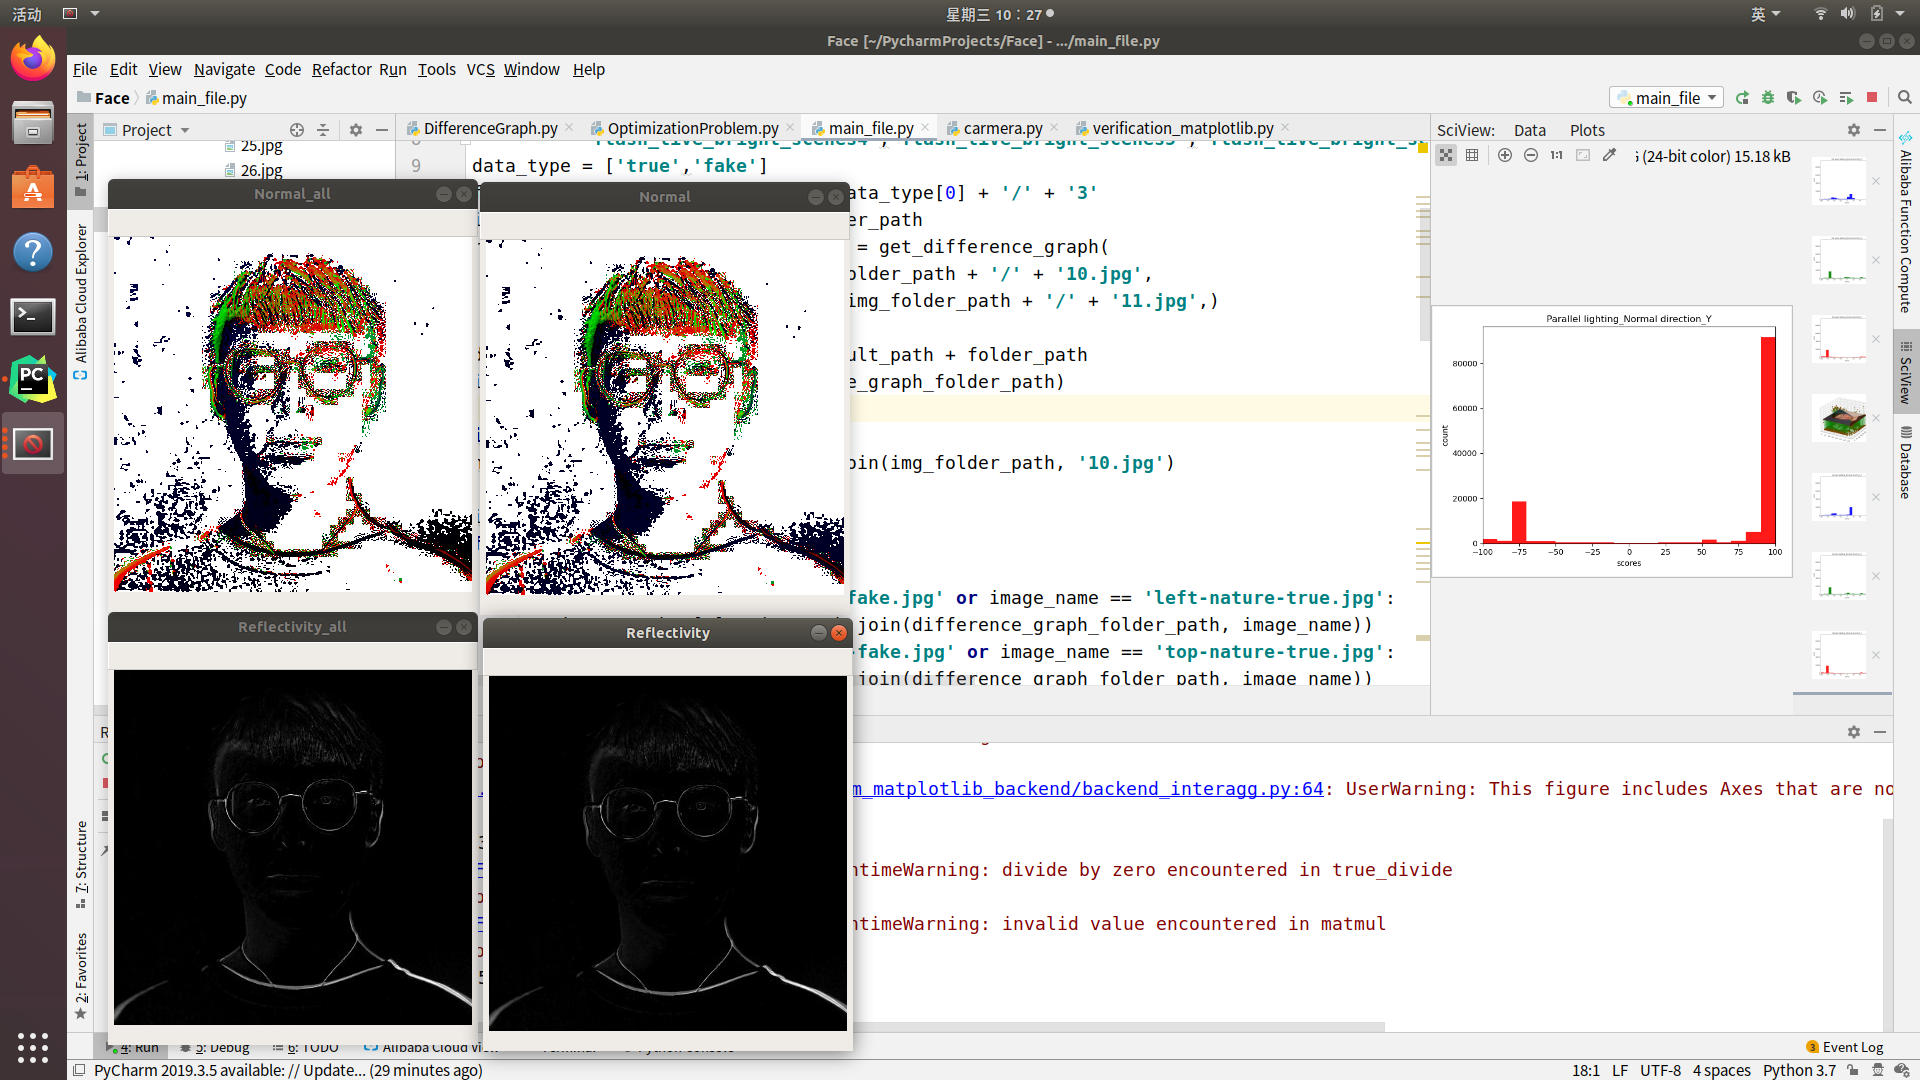 活动
星期三 10：27
英
Face [~/PycharmProjects/Face] - .../main_file.py
File Edit View Navigate Code Refactor Run Tools VCS Window Help
Face main_file.py
main_file
1: Project
Alibaba Cloud Explorer
7: Structure
2: Favorites
Project
25.jpg
26.jpg
DifferenceGraph.py OptimizationProblem.py main_file.py carmera.py verification_matplotlib.py
9 data_type = ['true','fake']
ata_type[0] + '/' + '3'
er_path
= get_difference_graph(
older_path + '/' + '10.jpg',
img_folder_path + '/' + '11.jpg',)
ult_path + folder_path
e_graph_folder_path)
oin(img_folder_path, '10.jpg')
fake.jpg' or image_name == 'left-nature-true.jpg':
join(difference_graph_folder_path, image_name))
-fake.jpg' or image_name == 'top-nature-true.jpg':
join(difference_graph_folder_path, image_name))
Normal_all
Normal
Reflectivity_all
Reflectivity
SciView: Data Plots
1:1
(24-bit color) 15.18 kB
Parallel lighting_Normal direction_Y
count
80000
60000
40000
20000
0
−100 −75 −50 −25 0 25 50 75 100
scores
Alibaba Function Compute
SciView
Database
m_matplotlib_backend/backend_interagg.py:64: UserWarning: This figure includes Axes that are no
ntimeWarning: divide by zero encountered in true_divide
ntimeWarning: invalid value encountered in matmul
4: Run 5: Debug 6: TODO Alibaba Cloud View
3 Event Log
PyCharm 2019.3.5 available: // Update... (29 minutes ago)
18:1 LF UTF-8 4 spaces Python 3.7